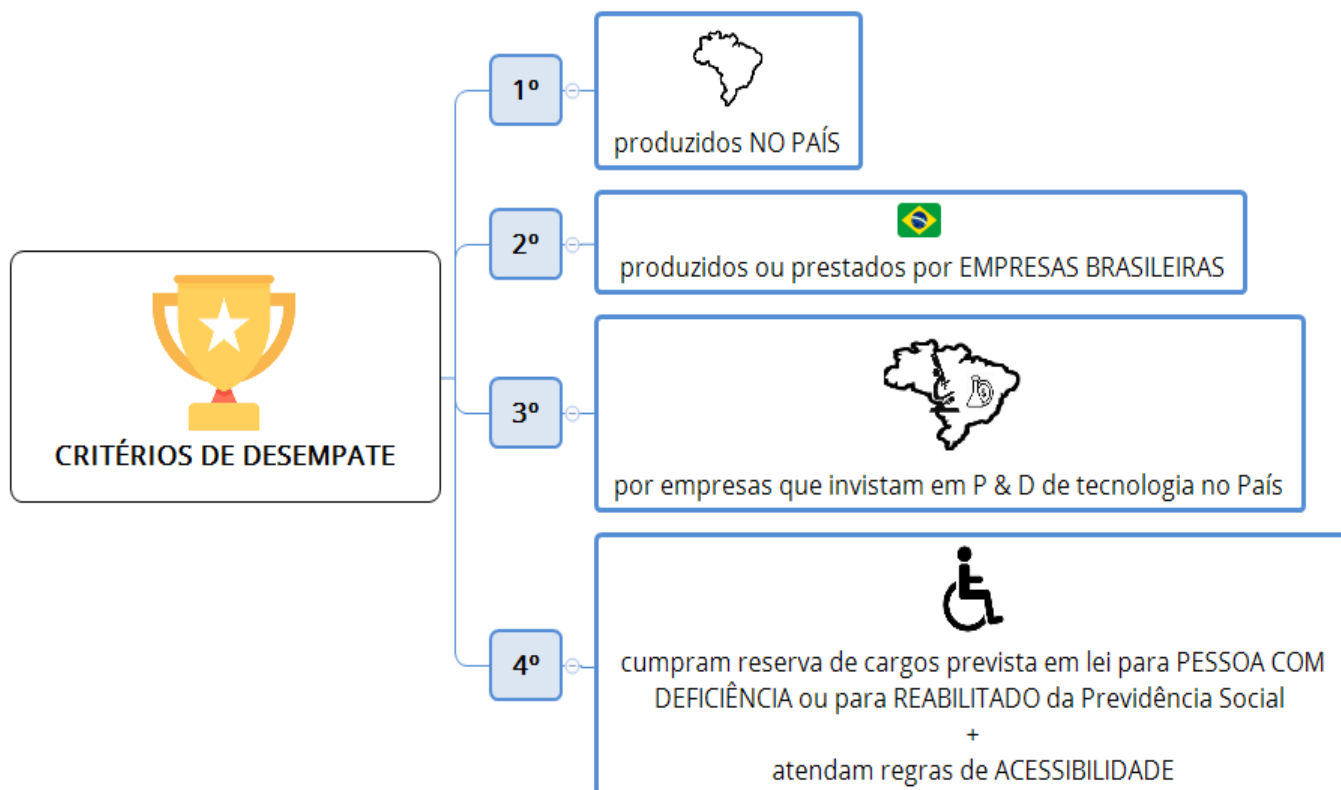 CRITÉRIOS DE DESEMPATE
1º
produzidos NO PAÍS
2º
produzidos ou prestados por EMPRESAS BRASILEIRAS
3º
por empresas que invistam em P & D de tecnologia no País
4º
cumpram reserva de cargos prevista em lei para PESSOA COM
DEFICIÊNCIA ou para REABILITADO da Previdência Social
+
atendam regras de ACESSIBILIDADE